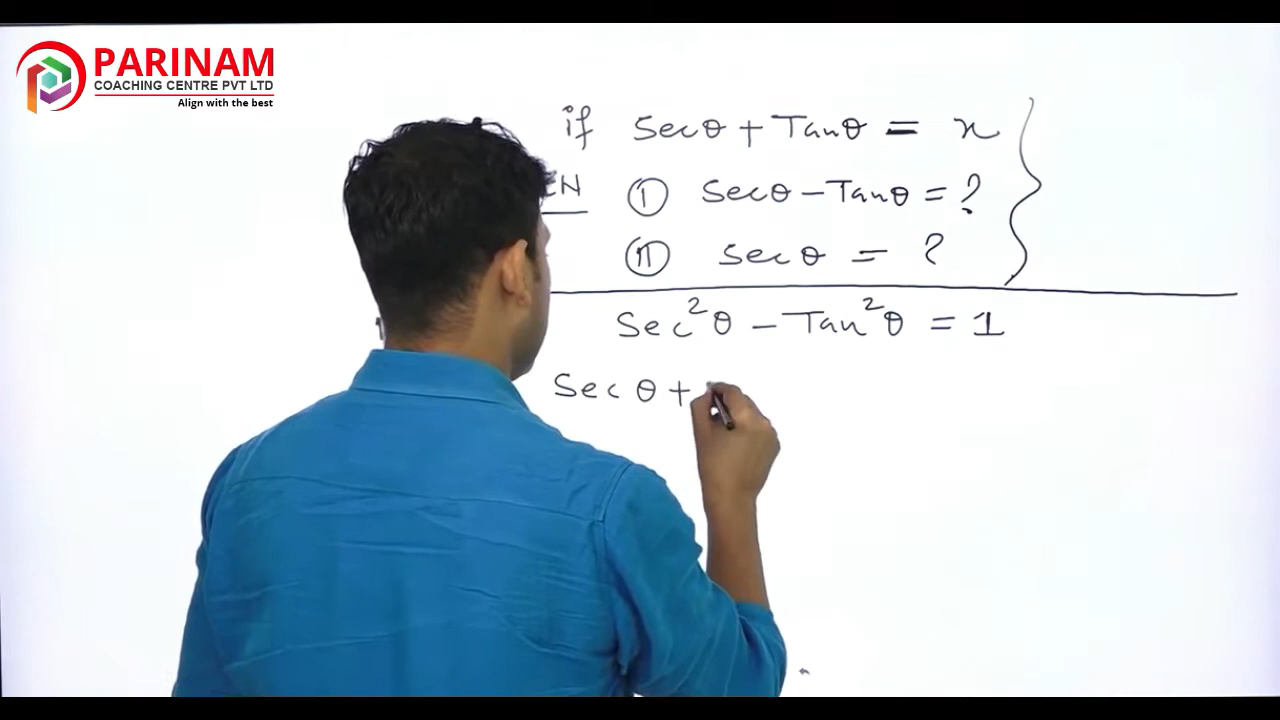 PARINAM
COACHING CENTRE PVT LTD
Align with the best
if Secθ + Tanθ = x
① Secθ - Tanθ = ?
② Secθ = ?
Sec²θ - Tan²θ = 1
Sec θ +